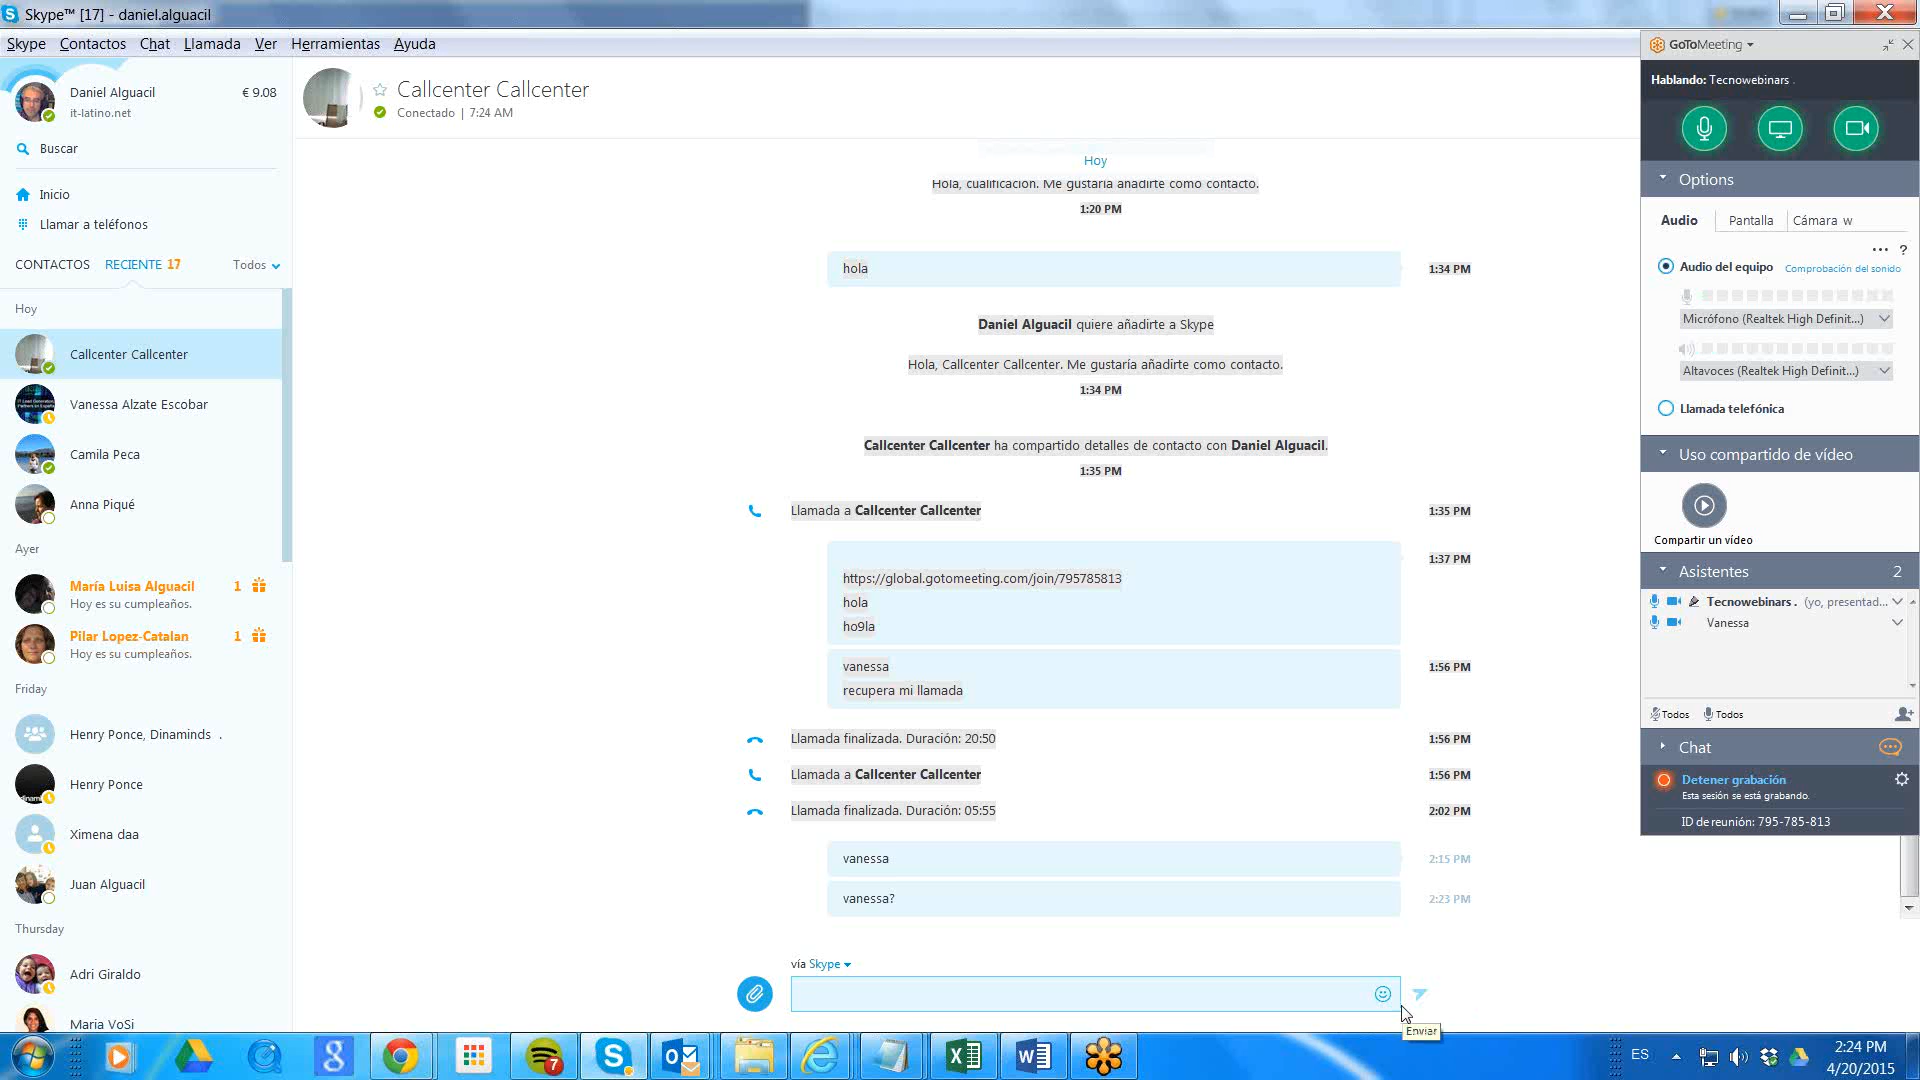 Skype™ [17] - daniel.alguacil
Skype Contactos Chat Llamada Ver Herramientas Ayuda
Daniel Alguacil € 9.08
it-latino.net
Buscar
Inicio
Llamar a teléfonos
CONTACTOS RECIENTE 17 Todos
Hoy
Callcenter Callcenter
Vanessa Alzate Escobar
Camila Peca
Anna Piqué
Ayer
María Luisa Alguacil 1
Hoy es su cumpleaños.
Pilar Lopez-Catalan 1
Hoy es su cumpleaños.
Friday
Henry Ponce, Dinaminds .
Henry Ponce
Ximena daa
Juan Alguacil
Thursday
Adri Giraldo
Maria VoSi
Callcenter Callcenter
Conectado | 7:24 AM
Hoy
Hola, cualificacion. Me gustaría añadirte como contacto.
1:20 PM
hola 1:34 PM
Daniel Alguacil quiere añadirte a Skype
Hola, Callcenter Callcenter. Me gustaría añadirte como contacto.
1:34 PM
Callcenter Callcenter ha compartido detalles de contacto con Daniel Alguacil.
1:35 PM
Llamada a Callcenter Callcenter 1:35 PM
1:37 PM
https://global.gotomeeting.com/join/795785813
hola
ho9la
vanessa 1:56 PM
recupera mi llamada
Llamada finalizada. Duración: 20:50 1:56 PM
Llamada a Callcenter Callcenter 1:56 PM
Llamada finalizada. Duración: 05:55 2:02 PM
vanessa 2:15 PM
vanessa? 2:23 PM
vía Skype
Enviar
GoToMeeting
Hablando: Tecnowebinars .
Options
Audio Pantalla Cámara w
... ?
Audio del equipo Comprobación del sonido
Micrófono (Realtek High Definit...)
Altavoces (Realtek High Definit...)
Llamada telefónica
Uso compartido de vídeo
Compartir un vídeo
Asistentes 2
Tecnowebinars . (yo, presentad...
Vanessa
Todos Todos
Chat
Detener grabación
Esta sesión se está grabando.
ID de reunión: 795-785-813
ES
2:24 PM
4/20/2015